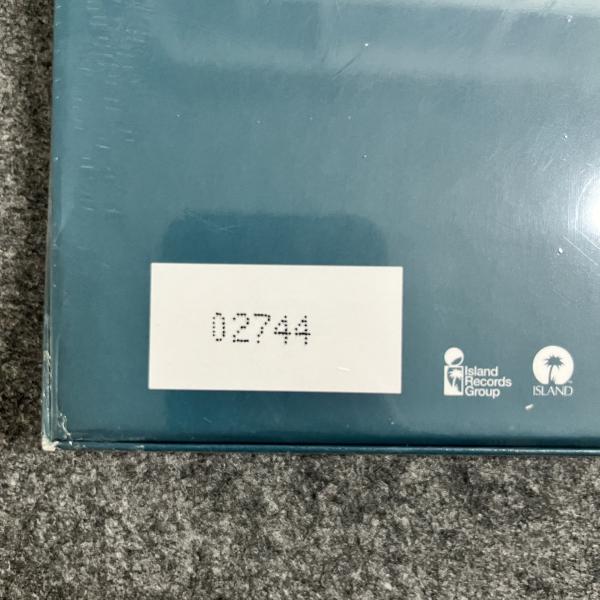 02744
Island
Records
Group
ISLAND